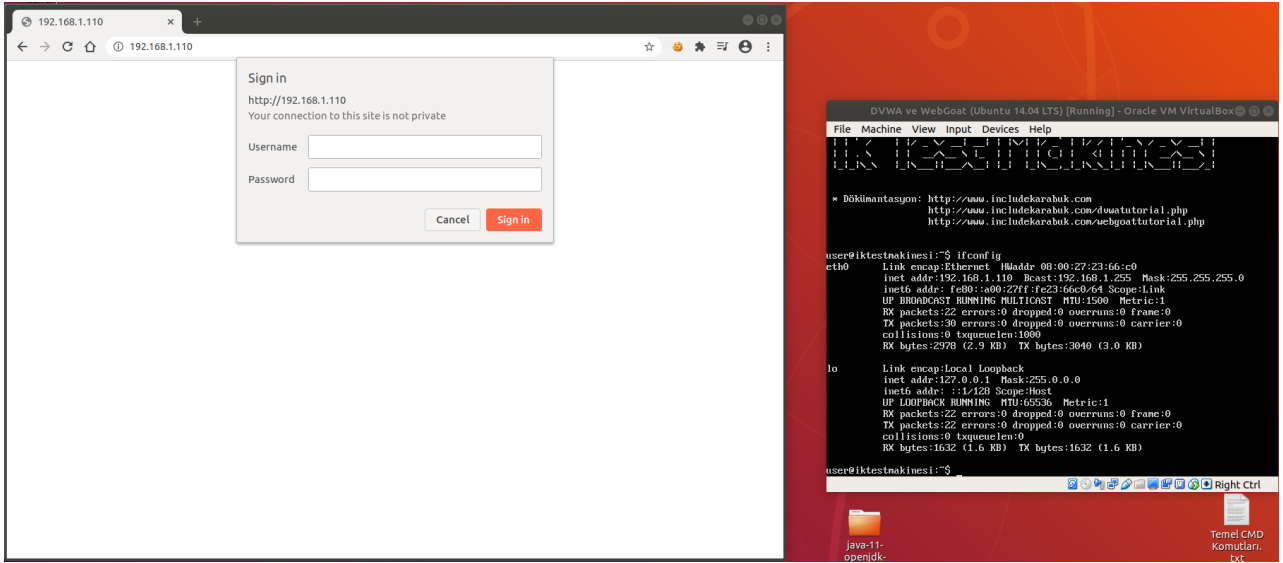 192.168.1.110
192.168.1.110
Sign in
http://192.168.1.110
Your connection to this site is not private
Username
Password
Cancel
Sign in
DVWA ve WebGoat (Ubuntu 14.04 LTS) [Running] - Oracle VM VirtualBox
File Machine View Input Devices Help
* Dökümantasyon: http://www.includekarabuk.com
http://www.includekarabuk.com/dvwatutorial.php
http://www.includekarabuk.com/webgoattutorial.php
user@iktestmakinesi:~$ ifconfig
eth0 Link encap:Ethernet HWaddr 08:00:27:23:66:c0
inet addr:192.168.1.110 Bcast:192.168.1.255 Mask:255.255.255.0
inet6 addr: fe80::a00:27ff:fe23:66c0/64 Scope:Link
UP BROADCAST RUNNING MULTICAST MTU:1500 Metric:1
RX packets:22 errors:0 dropped:0 overruns:0 frame:0
TX packets:30 errors:0 dropped:0 overruns:0 carrier:0
collisions:0 txqueuelen:1000
RX bytes:2978 (2.9 KB) TX bytes:3040 (3.0 KB)
lo Link encap:Local Loopback
inet addr:127.0.0.1 Mask:255.0.0.0
inet6 addr: ::1/128 Scope:Host
UP LOOPBACK RUNNING MTU:65536 Metric:1
RX packets:22 errors:0 dropped:0 overruns:0 frame:0
TX packets:22 errors:0 dropped:0 overruns:0 carrier:0
collisions:0 txqueuelen:0
RX bytes:1632 (1.6 KB) TX bytes:1632 (1.6 KB)
user@iktestmakinesi:~$ _
Right Ctrl
java-11-
openjdk-
Temel CMD
Komutları.
txt